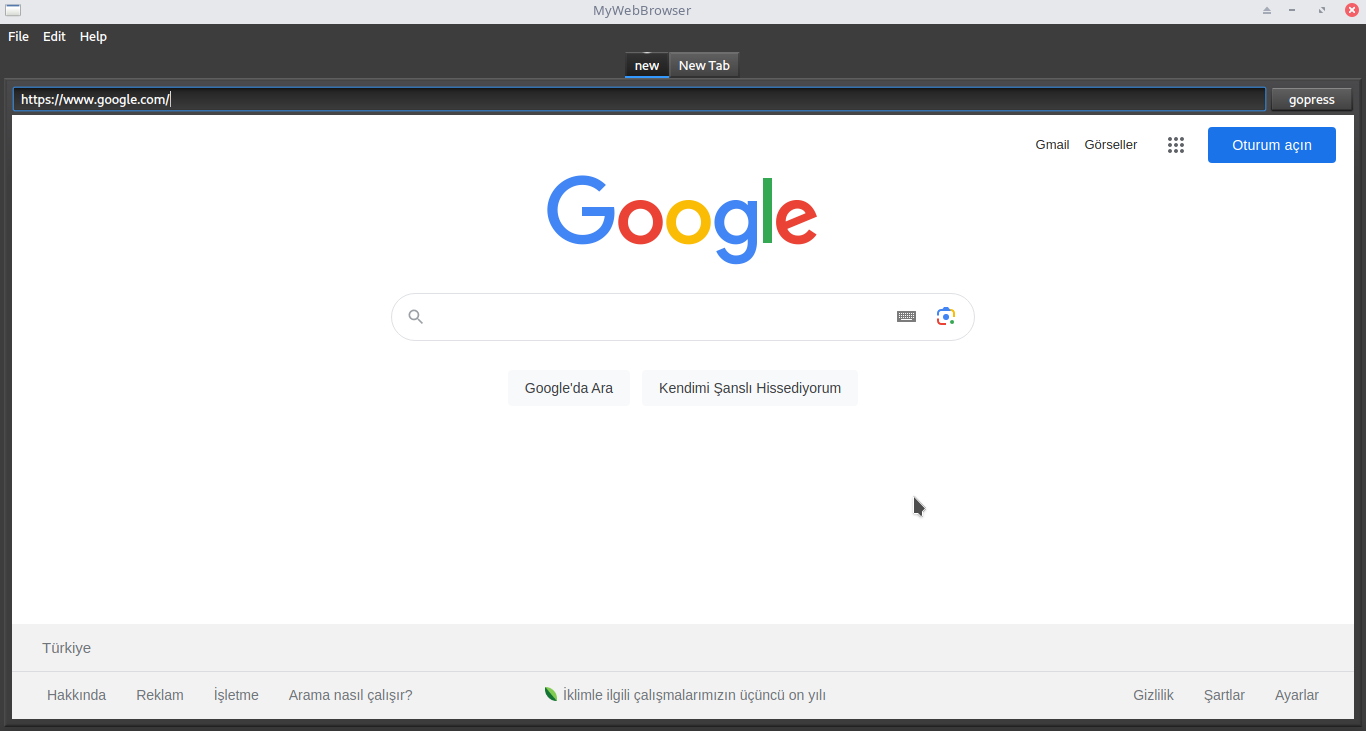 MyWebBrowser
File Edit Help
new New Tab
https://www.google.com/ gopress
Gmail Görseller Oturum açın
Google
Google'da Ara Kendimi Şanslı Hissediyorum
Türkiye
Hakkında Reklam İşletme Arama nasıl çalışır? İklimle ilgili çalışmalarımızın üçüncü on yılı Gizlilik Şartlar Ayarlar